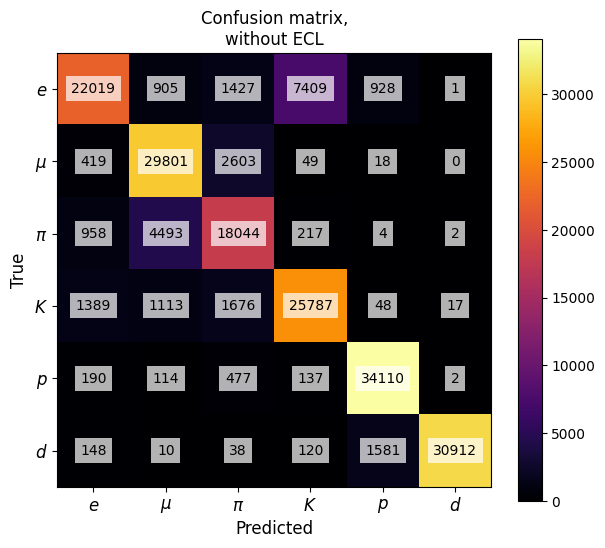 Confusion matrix,
without ECL
e 22019 905 1427 7409 928 1
μ 419 29801 2603 49 18 0
π 958 4493 18044 217 4 2
K 1389 1113 1676 25787 48 17
p 190 114 477 137 34110 2
d 148 10 38 120 1581 30912
e μ π K p d
True
Predicted
30000
25000
20000
15000
10000
5000
0